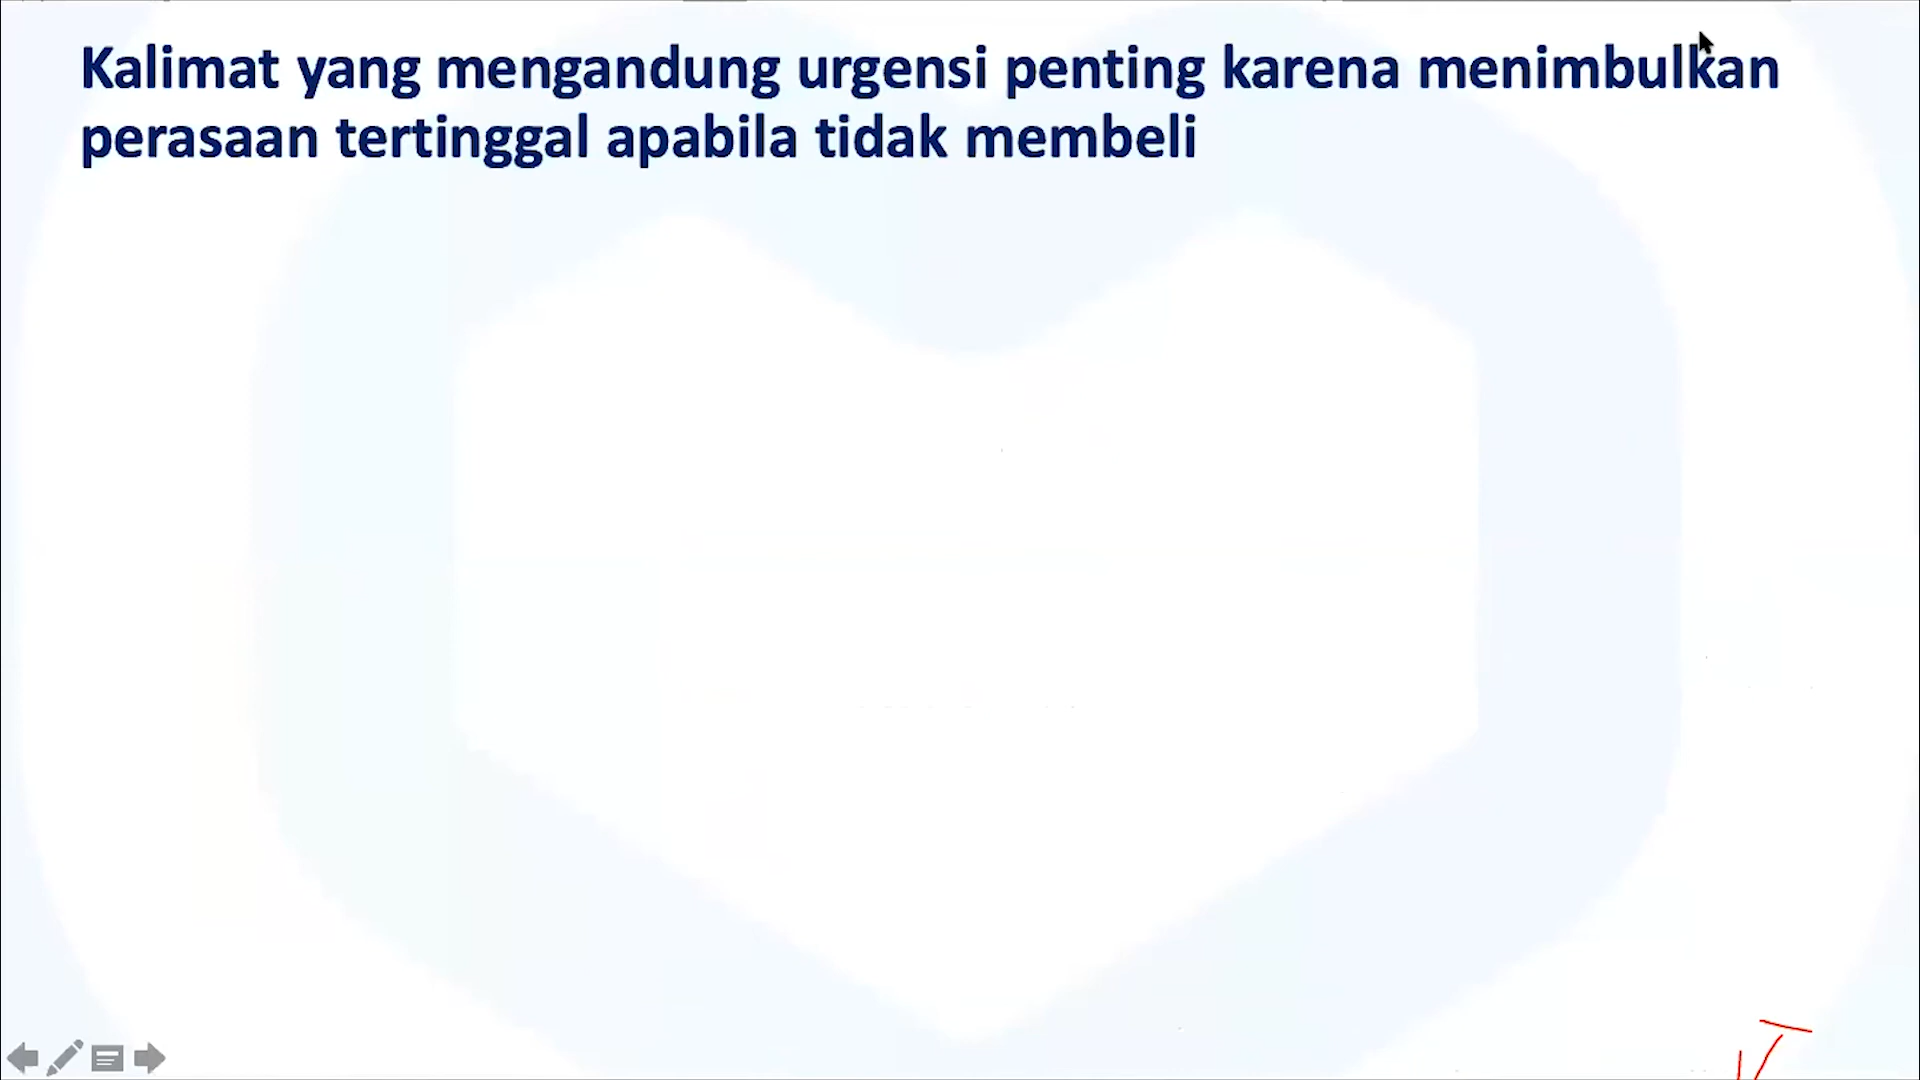 Kalimat yang mengandung urgensi penting karena menimbulkan
perasaan tertinggal apabila tidak membeli